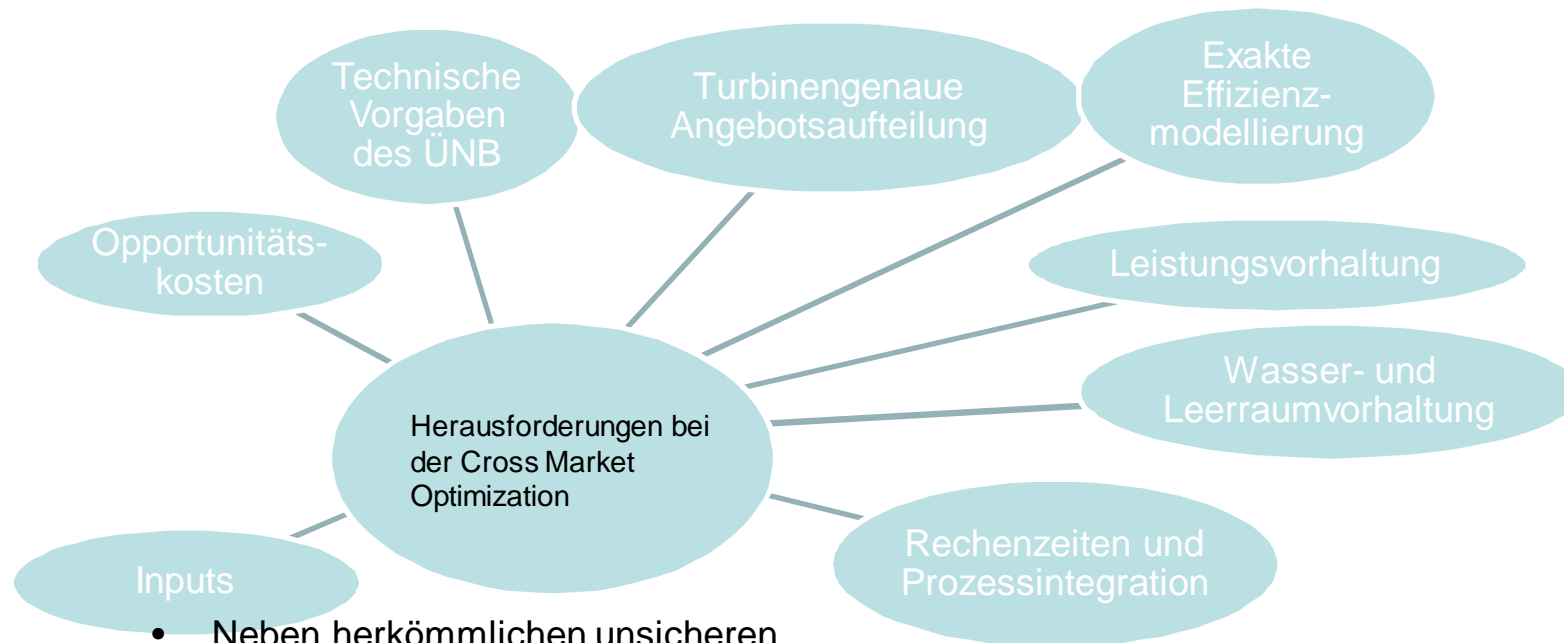 Technische
Vorgaben
des ÜNB
Turbinengenaue
Angebotsaufteilung
Exakte
Effizienz-
modellierung
Opportunitäts-
kosten
Leistungsvorhaltung
Wasser- und
Leerraumvorhaltung
Herausforderungen bei
der Cross Market
Optimization
Rechenzeiten und
Prozessintegration
Inputs
• Neben herkömmlichen unsicheren